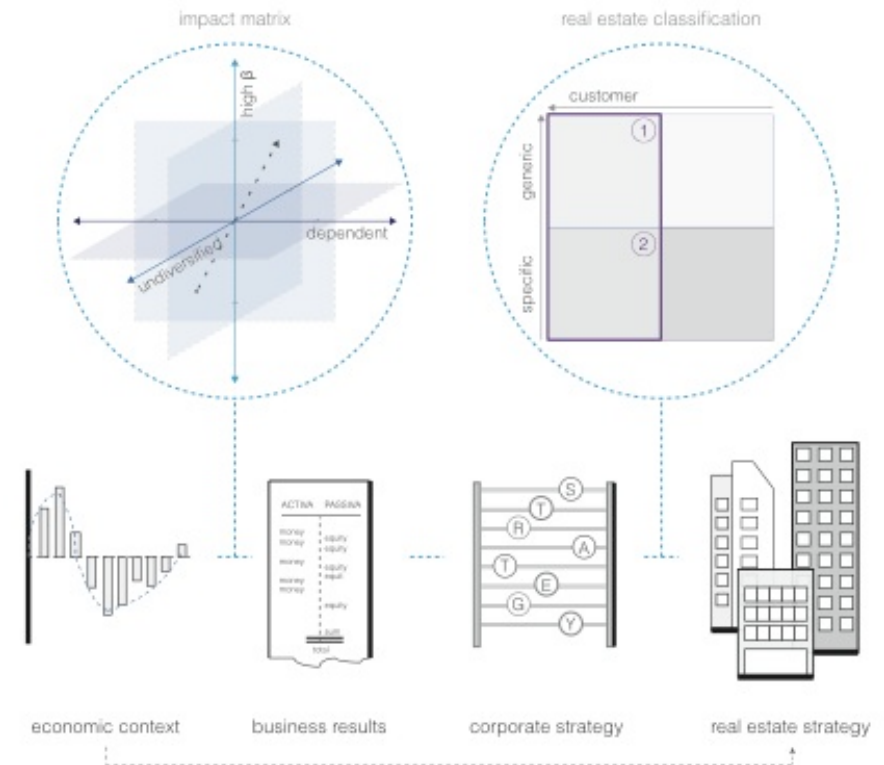 impact matrix
real estate classification
high β
dependent
undiversified
customer
generic
specific
1
2
ACTIVA PASSIVA
money
money equity
equity
money equity
equit
money
money
equity
sum
total
S
T
R
A
T
E
G
Y
economic context
business results
corporate strategy
real estate strategy